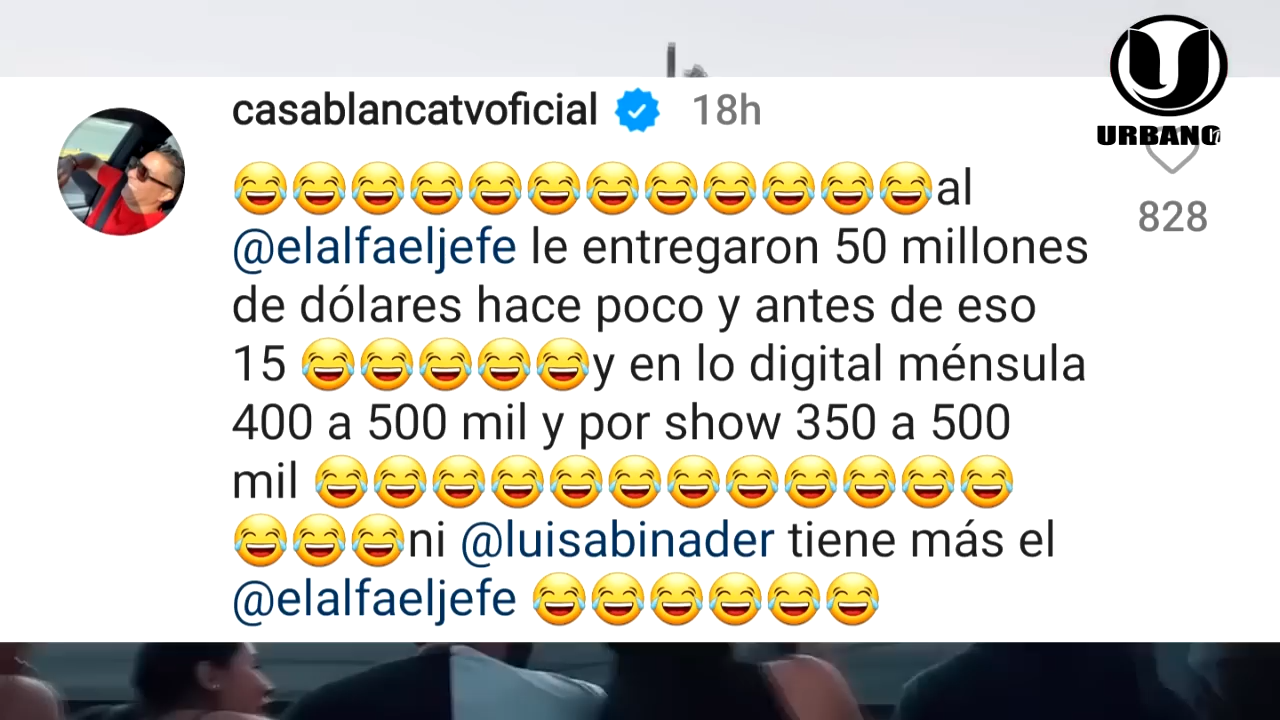 casablancatvoficial 18h
😂😂😂😂😂😂😂😂😂😂😂😂al
@elalfaeljefe le entregaron 50 millones
de dólares hace poco y antes de eso
15 😂😂😂😂😂y en lo digital ménsula
400 a 500 mil y por show 350 a 500
mil 😂😂😂😂😂😂😂😂😂😂😂😂
😂😂😂ni @luisabinader tiene más el
@elalfaeljefe 😂😂😂😂😂😂
URBANO
828